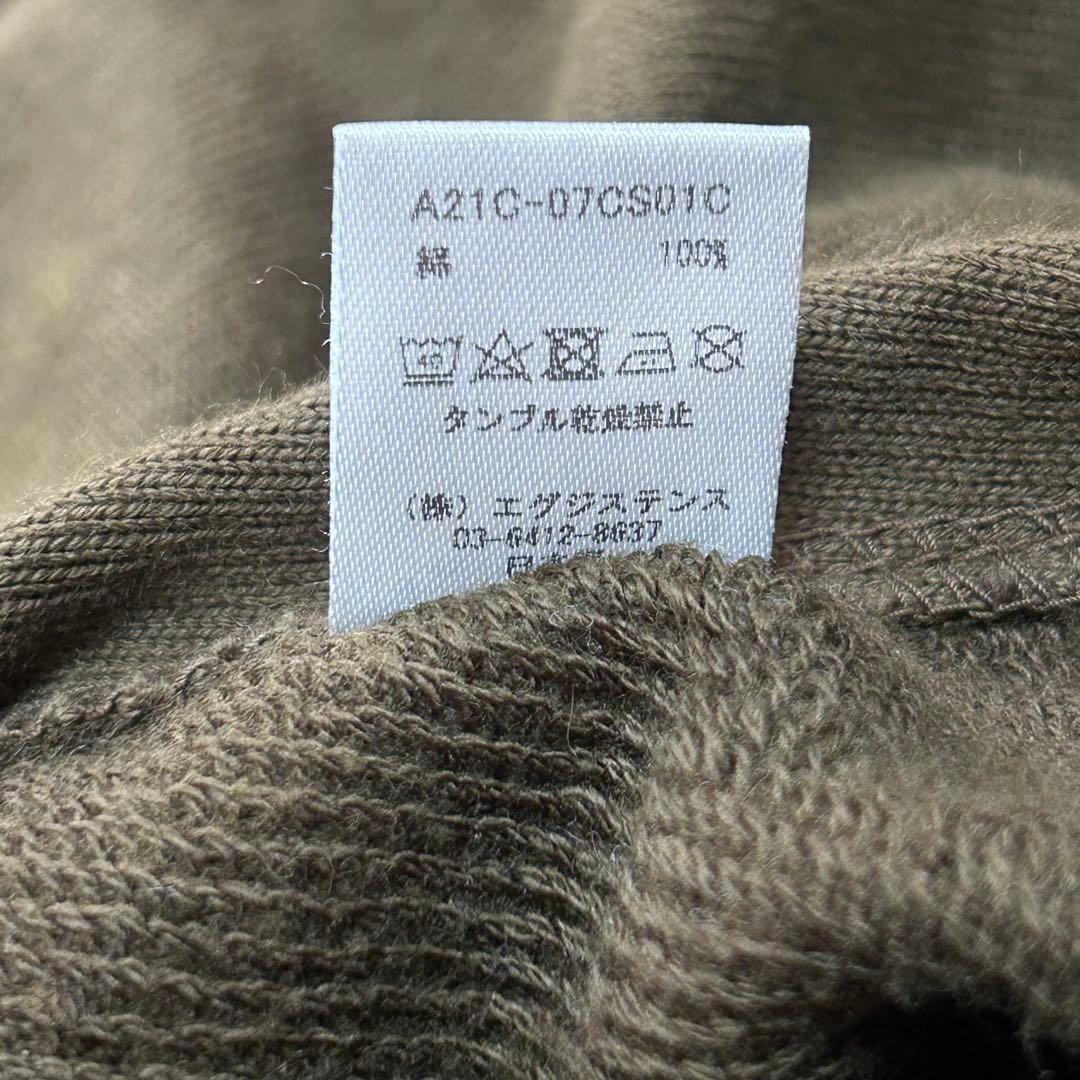 A21C-07CS01C
綿 100%
40
タンブル乾燥禁止
(株) エグジステンス
03-6412-8637